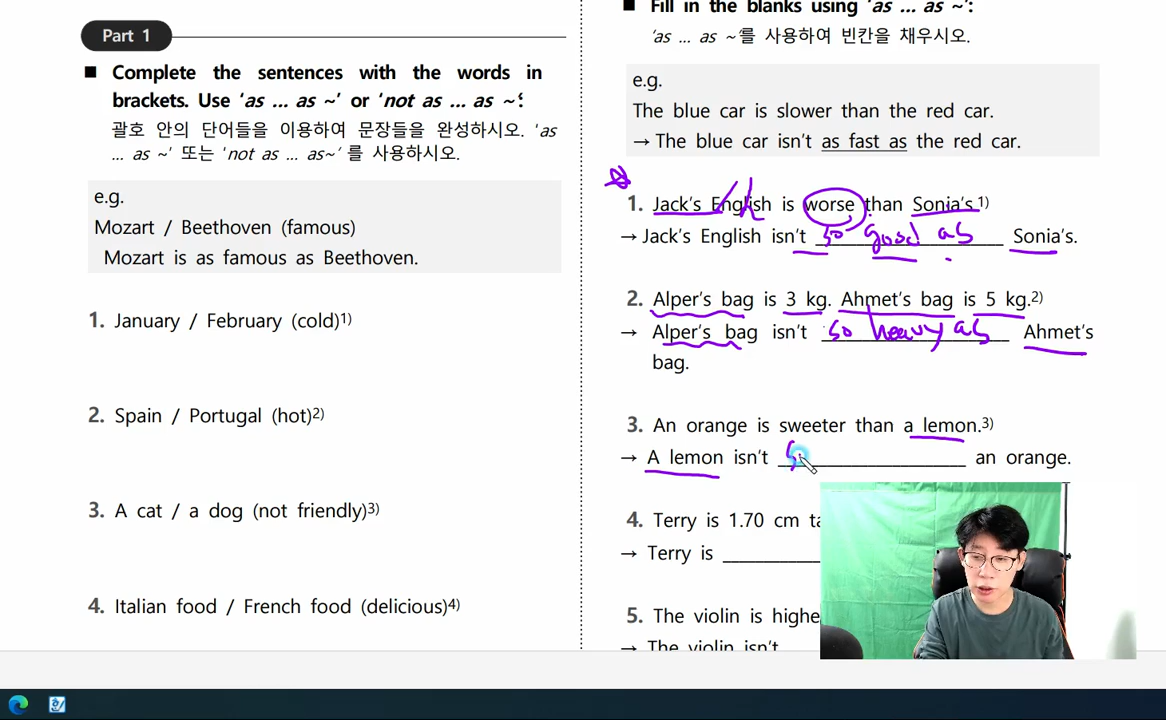 Part 1
■ Complete the sentences with the words in
brackets. Use 'as ... as ~' or 'not as ... as ~':
괄호 안의 단어들을 이용하여 문장들을 완성하시오. 'as
... as ~' 또는 'not as ... as~' 를 사용하시오.
e.g.
Mozart / Beethoven (famous)
Mozart is as famous as Beethoven.
1. January / February (cold)1)
2. Spain / Portugal (hot)2)
3. A cat / a dog (not friendly)3)
4. Italian food / French food (delicious)4)
■ Fill in the blanks using 'as ... as ~':
'as ... as ~'를 사용하여 빈칸을 채우시오.
e.g.
The blue car is slower than the red car.
→ The blue car isn't as fast as the red car.
1. Jack's English is worse than Sonia's.1)
→ Jack's English isn't so good as Sonia's.
2. Alper's bag is 3 kg. Ahmet's bag is 5 kg.2)
→ Alper's bag isn't so heavy as Ahmet's
bag.
3. An orange is sweeter than a lemon.3)
→ A lemon isn't ____________ an orange.
4. Terry is 1.70 cm
→ Terry is ________
5. The violin is
→ The violin isn't